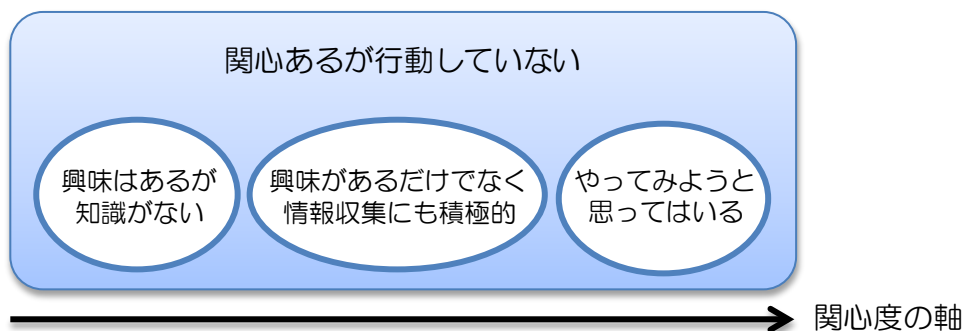 関心あるが行動していない
興味はあるが
知識がない
興味があるだけでなく
情報収集にも積極的
やってみようと
思ってはいる
関心度の軸